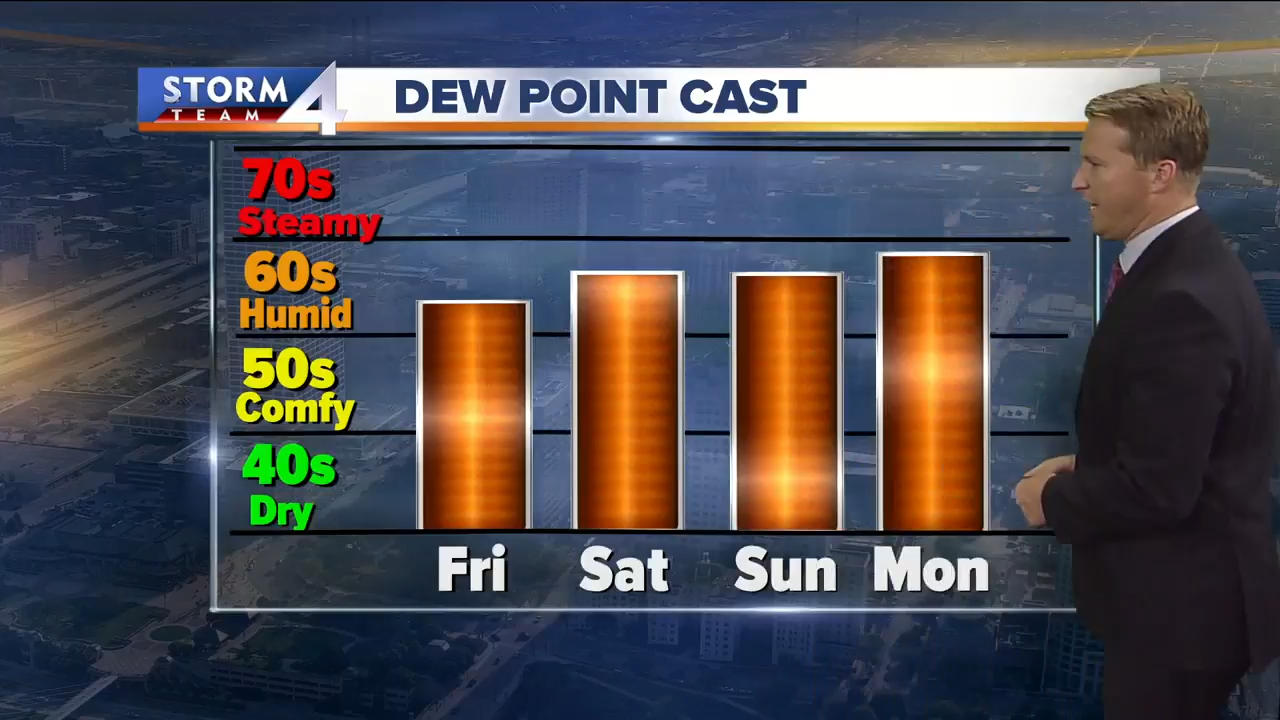 STORM
TEAM 4
DEW POINT CAST
70s
Steamy
60s
Humid
50s
Comfy
40s
Dry
Fri Sat Sun Mon